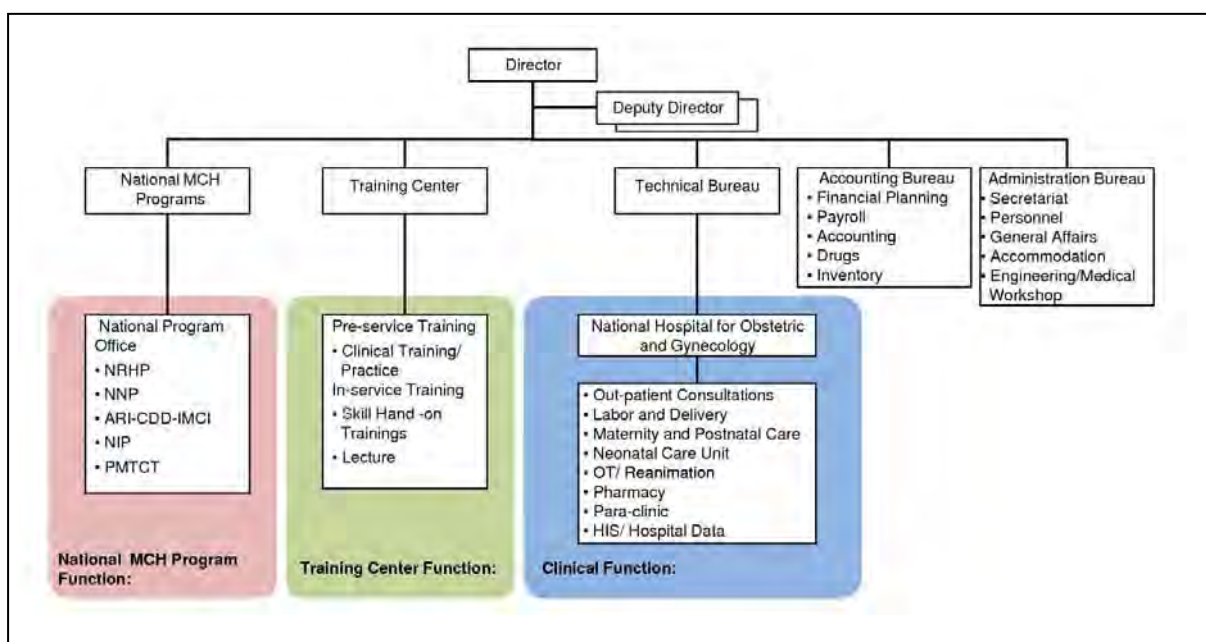 Director
Deputy Director
National MCH
Programs
Training Center
Technical Bureau
Accounting Bureau
• Financial Planning
• Payroll
• Accounting
• Drugs
• Inventory
Administration Bureau
• Secretariat
• Personnel
• General Affairs
• Accommodation
• Engineering/Medical
Workshop
National Program
Office
• NRHP
• NNP
• ARI-CDD-IMCI
• NIP
• PMTCT
National MCH Program
Function:
Pre-service Training
• Clinical Training/
Practice
In-service Training
• Skill Hand -on
Trainings
• Lecture
Training Center Function:
National Hospital for Obstetric
and Gynecology
• Out-patient Consultations
• Labor and Delivery
• Maternity and Postnatal Care
• Neonatal Care Unit
• OT/ Reanimation
• Pharmacy
• Para-clinic
• HIS/ Hospital Data
Clinical Function: